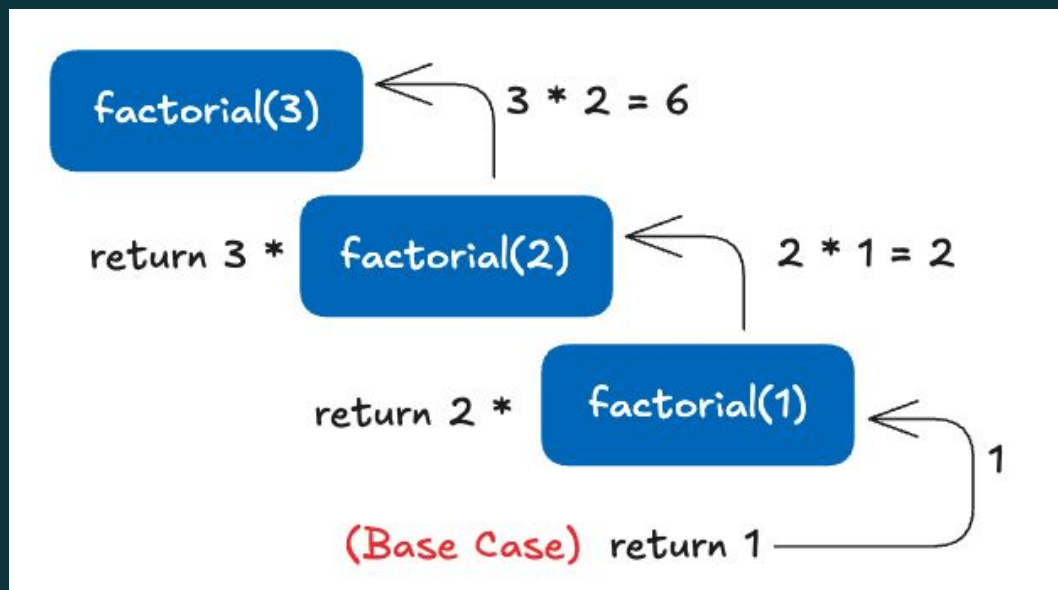 factorial(3)
3 * 2 = 6
return 3 * factorial(2)
2 * 1 = 2
return 2 * factorial(1)
1
(Base Case) return 1